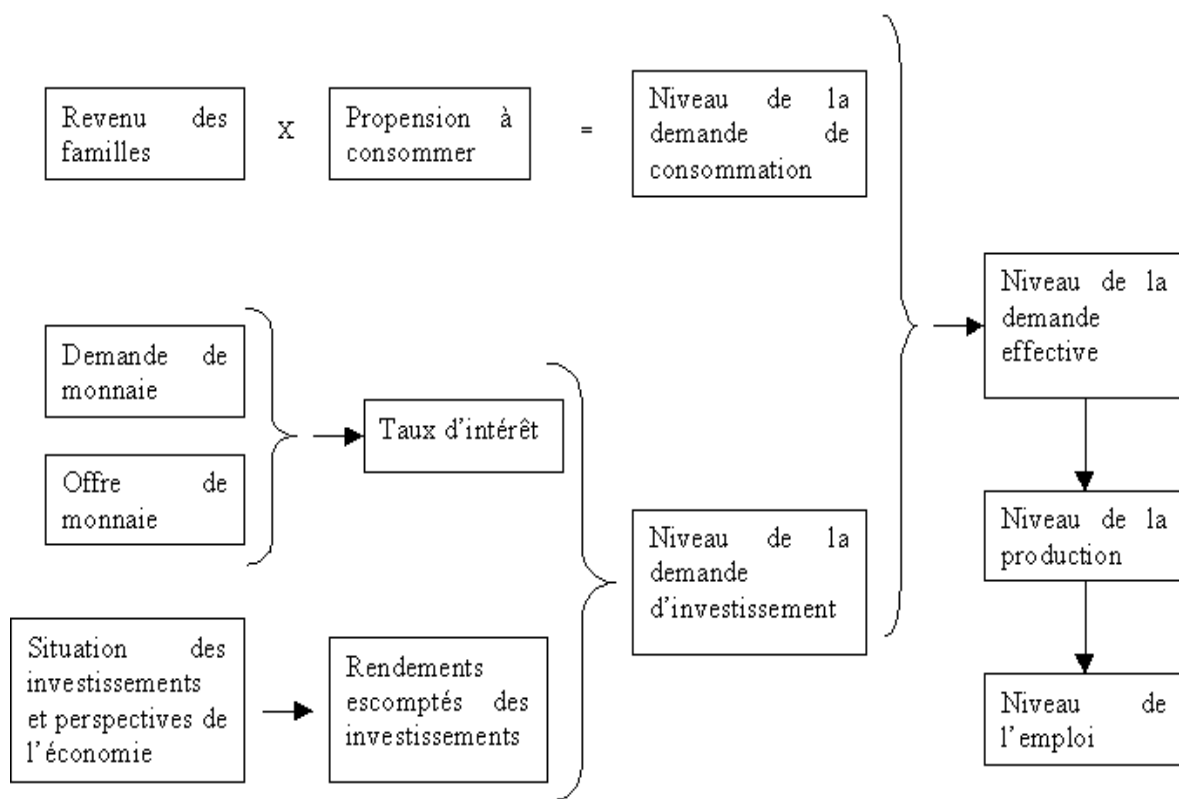 Revenu des
familles
X
Propension à
consommer
=
Niveau de la
demande de
consommation
Demande de
monnaie
Offre de
monnaie
Taux d'intérêt
Situation des
investissements
et perspectives de
l'économie
Rendements
escomptés des
investissements
Niveau de la
demande
d'investissement
Niveau de la
demande
effective
Niveau de la
production
Niveau de
l'emploi